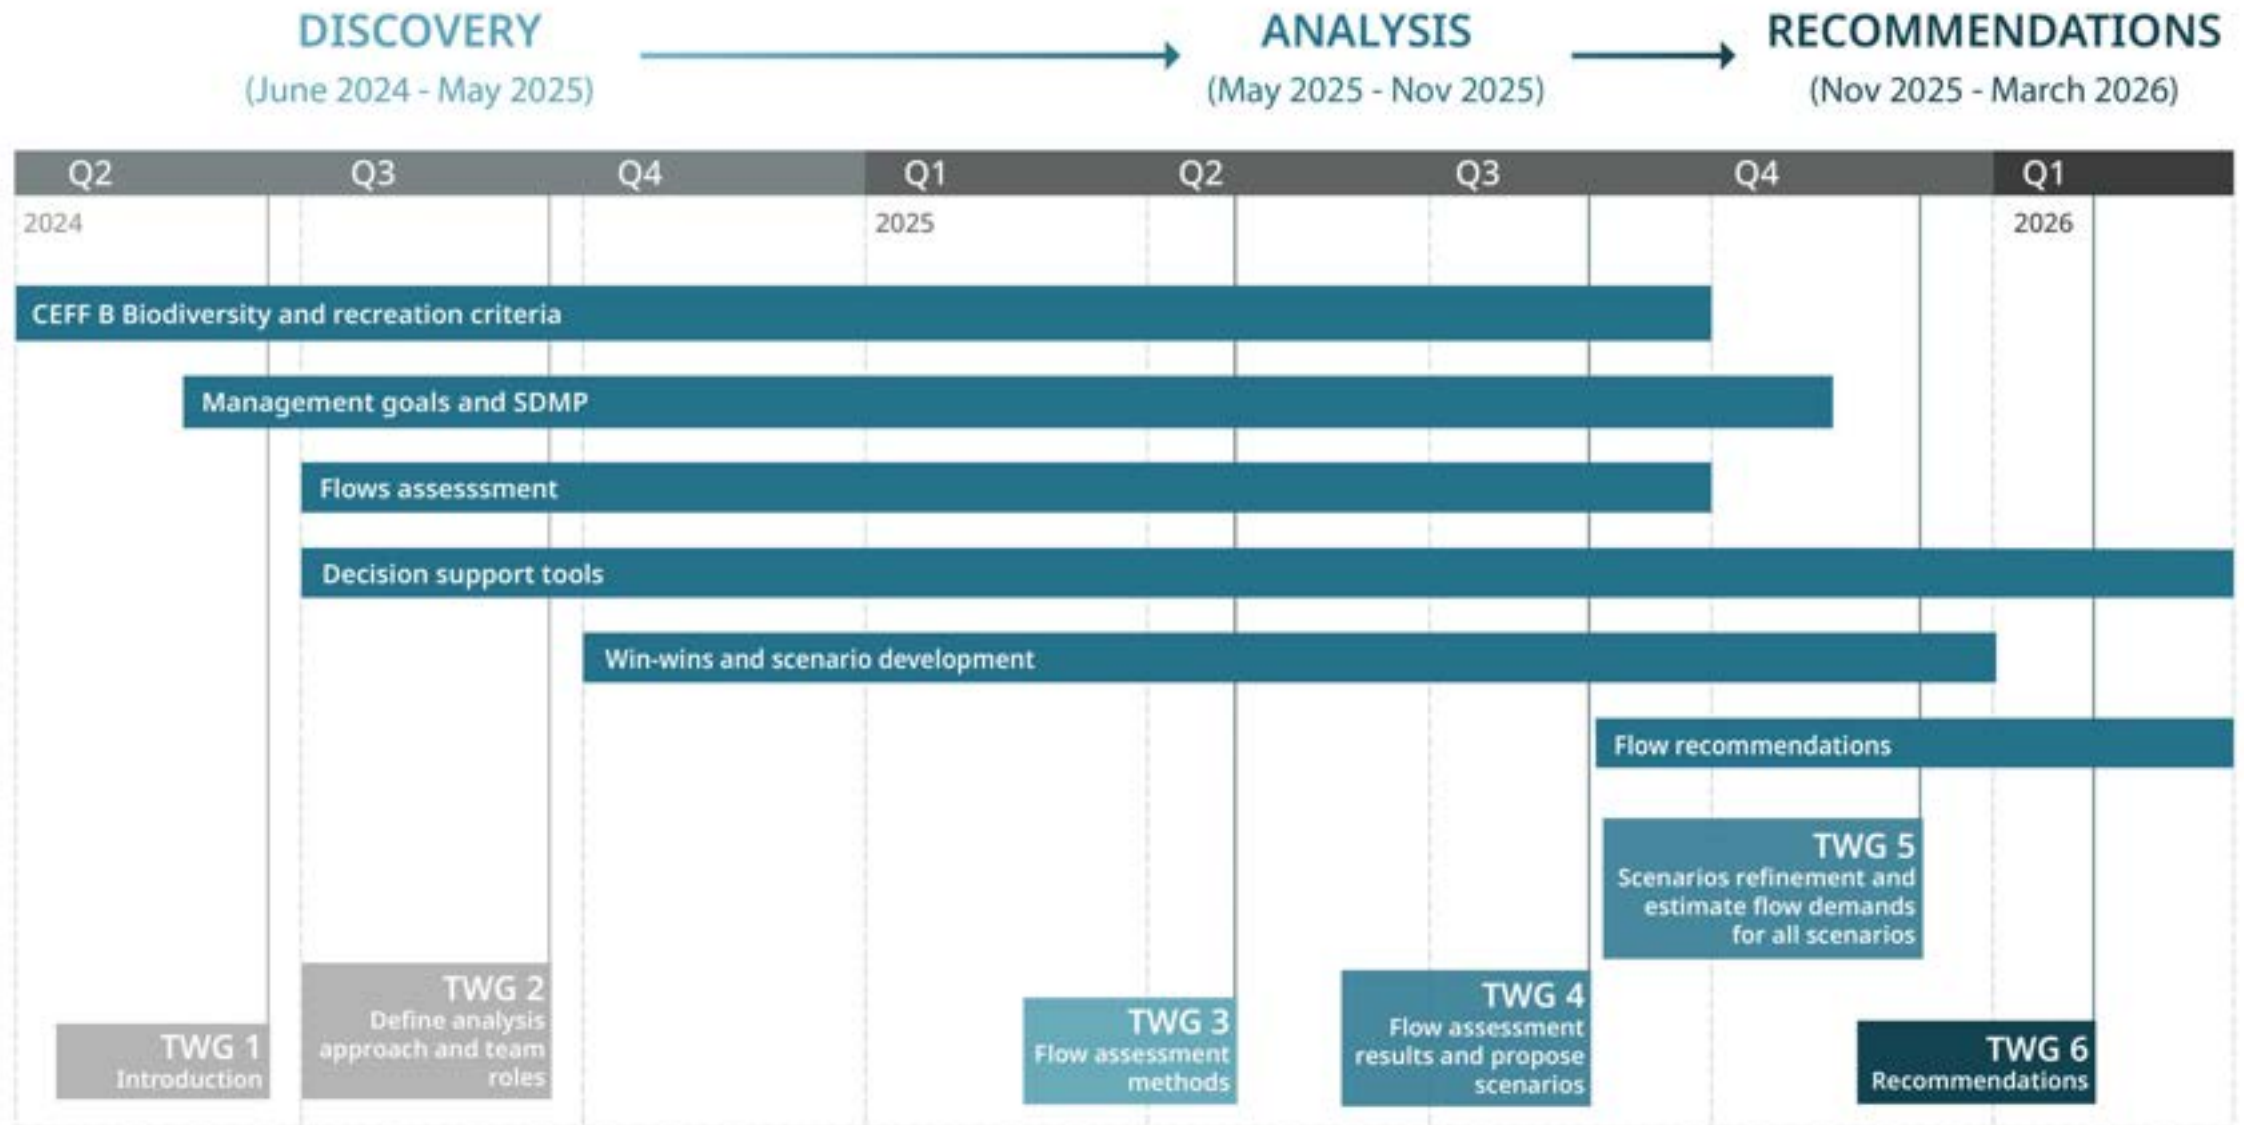 DISCOVERY
(June 2024 - May 2025)
ANALYSIS
(May 2025 - Nov 2025)
RECOMMENDATIONS
(Nov 2025 - March 2026)
Q2 Q3 Q4 Q1 Q2 Q3 Q4 Q1
2024 2025 2026
CEFF B Biodiversity and recreation criteria
Management goals and SDMP
Flows assesssment
Decision support tools
Win-wins and scenario development
Flow recommendations
TWG 1
Introduction
TWG 2
Define analysis
approach and team
roles
TWG 3
Flow assessment
methods
TWG 4
Flow assessment
results and propose
scenarios
TWG 5
Scenarios refinement and
estimate flow demands
for all scenarios
TWG 6
Recommendations